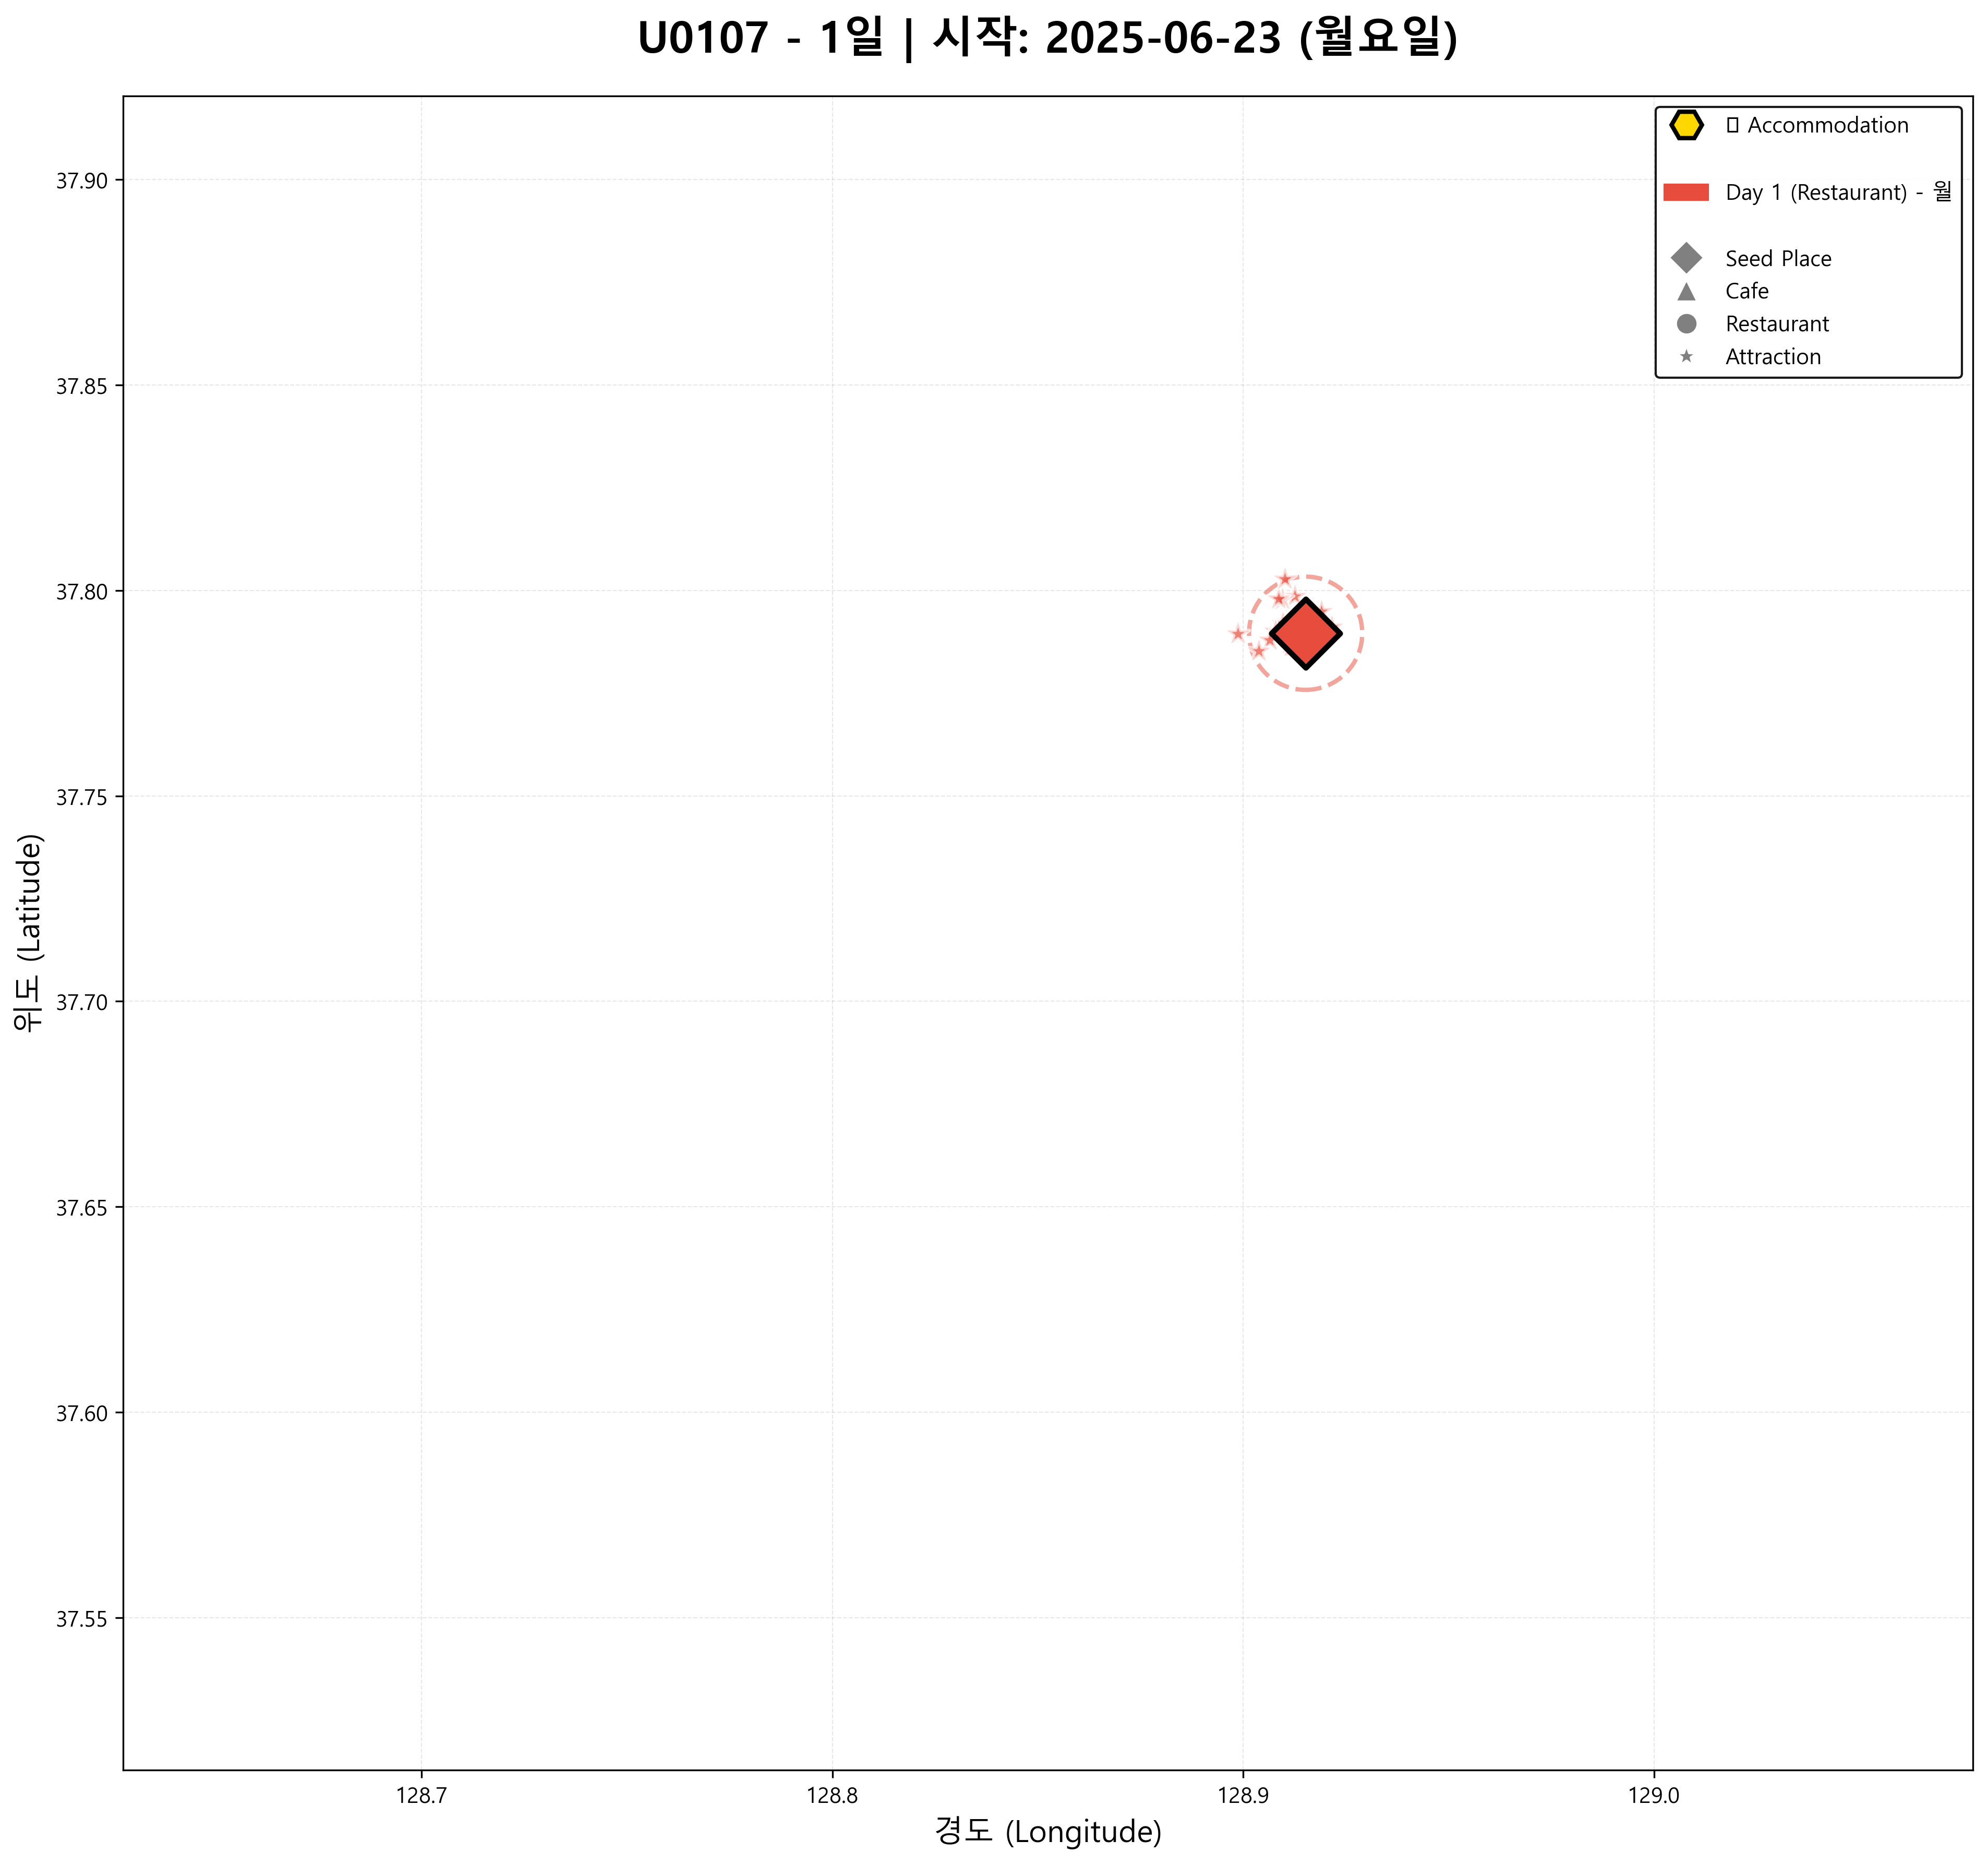 U0107 - 1일 | 시작: 2025-06-23 (월요일)
Accommodation
Day 1 (Restaurant) - 월
Seed Place
Cafe
Restaurant
Attraction
37.90
37.85
37.80
37.75
37.70
37.65
37.60
37.55
위도 (Latitude)
128.7
128.8
128.9
129.0
경도 (Longitude)